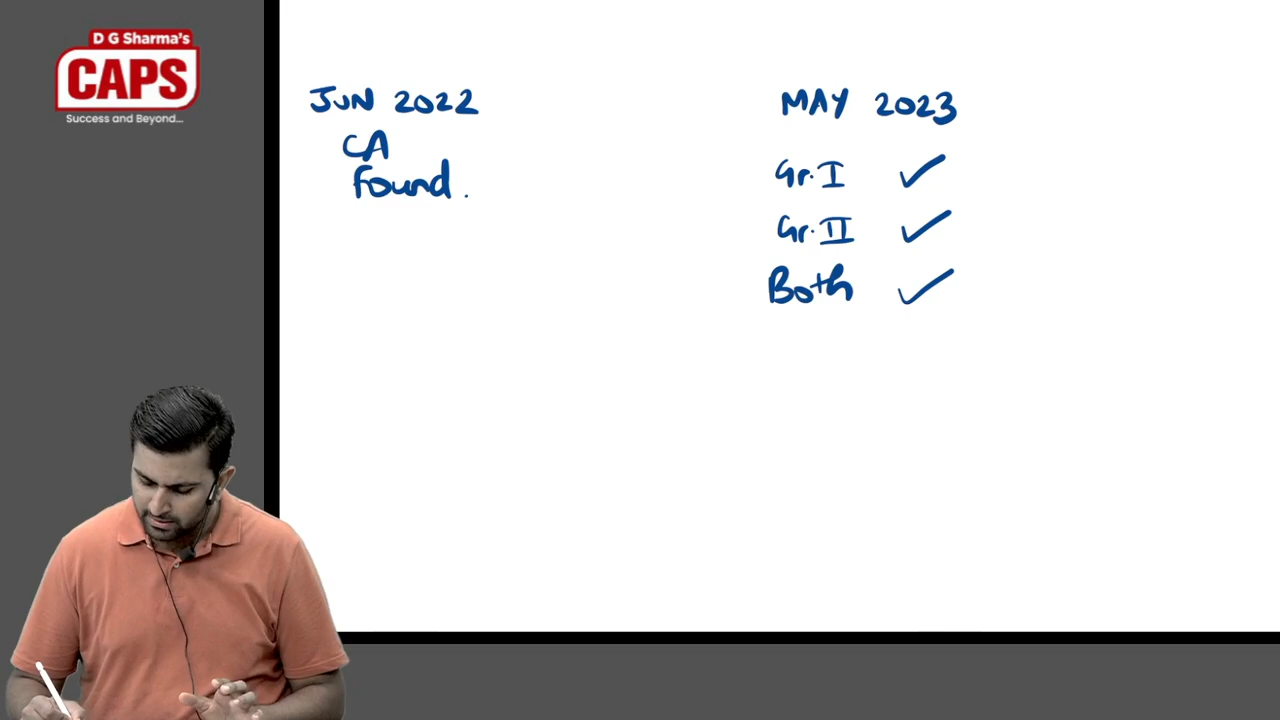 D G Sharma's
CAPS
Success and Beyond...
JUN 2022
CA
Found.
MAY 2023
Gr. I ✓
Gr. II ✓
Both ✓